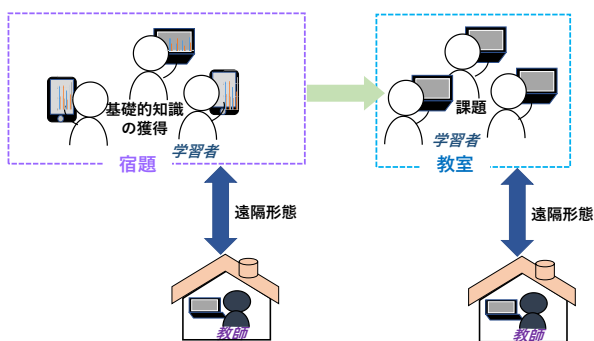 基礎的知識
の獲得
学習者
宿題
課題
学習者
教室
遠隔形態
遠隔形態
教師
教師